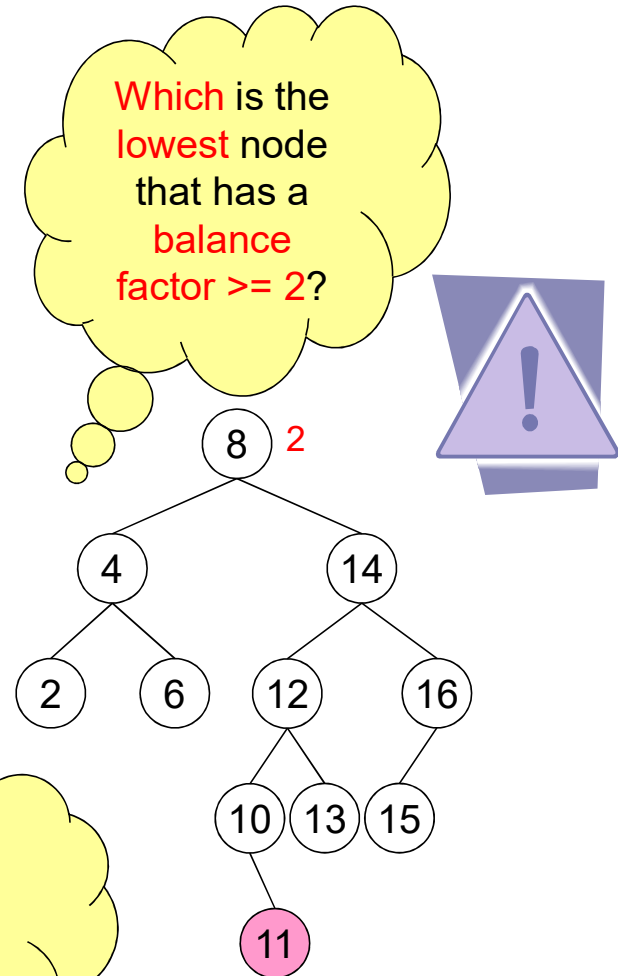 Which is the
lowest node
that has a
balance
factor >= 2?
!
8 2
4 14
2 6 12 16
10 13 15
11